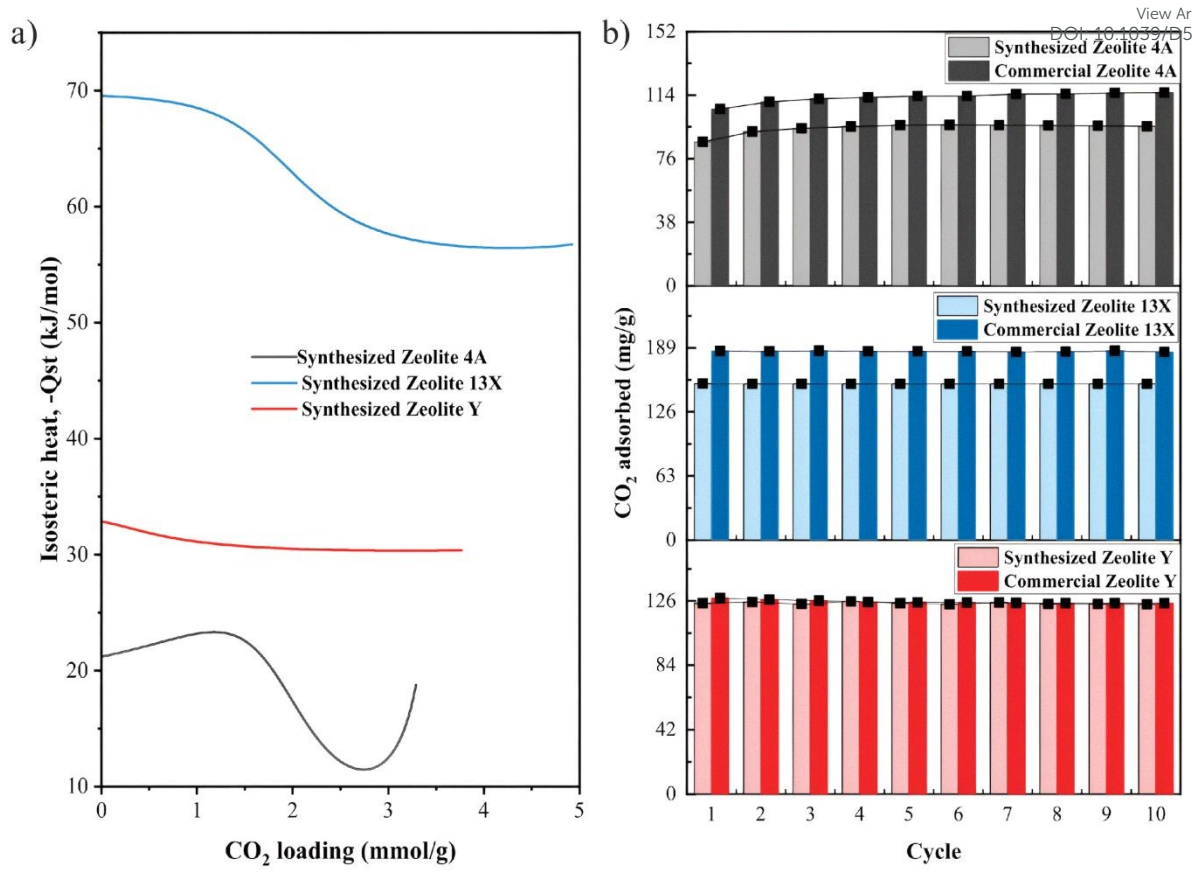 View Ar
DOI: 10.1039/D5
a)
70
60
50
40
30
20
10
Isosteric heat, -Qst (kJ/mol)
Synthesized Zeolite 4A
Synthesized Zeolite 13X
Synthesized Zeolite Y
0 1 2 3 4 5
CO₂ loading (mmol/g)
b)
152
114
76
38
0
Synthesized Zeolite 4A
Commercial Zeolite 4A
189
126
63
0
Synthesized Zeolite 13X
Commercial Zeolite 13X
CO₂ adsorbed (mg/g)
126
84
42
0
Synthesized Zeolite Y
Commercial Zeolite Y
1 2 3 4 5 6 7 8 9 10
Cycle